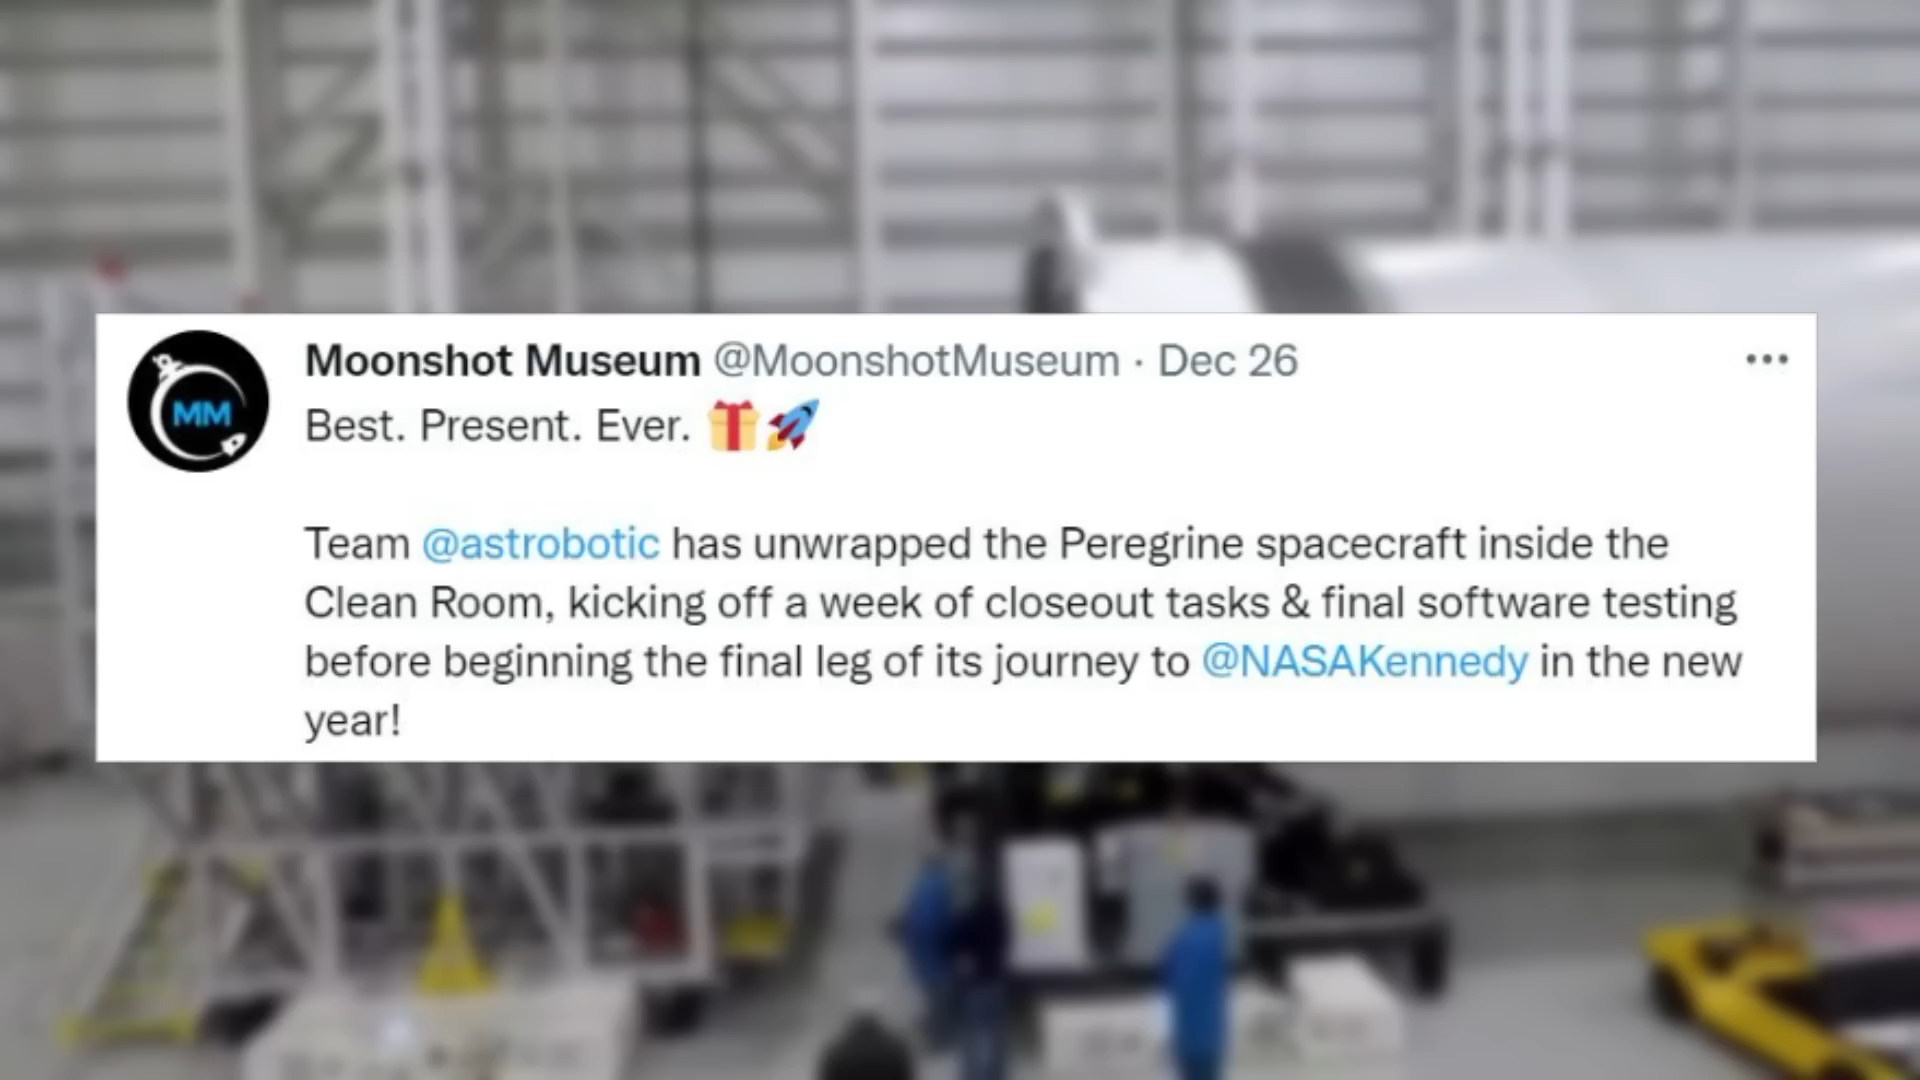 MM
Moonshot Museum @MoonshotMuseum · Dec 26
Best. Present. Ever. 🎁🚀
Team @astrobotic has unwrapped the Peregrine spacecraft inside the
Clean Room, kicking off a week of closeout tasks & final software testing
before beginning the final leg of its journey to @NASAKennedy in the new
year!